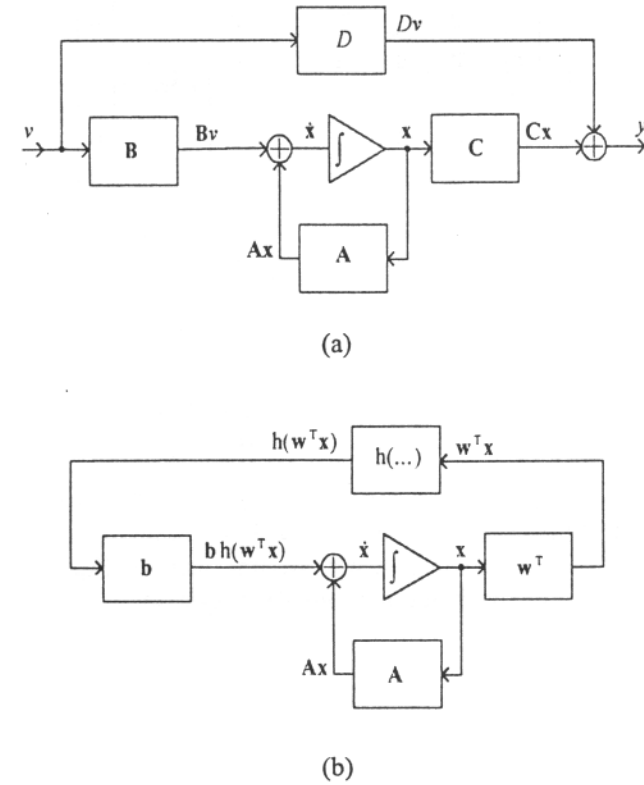 D
Dv
v
B
Bv
ẋ
∫
x
C
Cx
y
Ax
A
(a)
h(wᵀx)
h(...)
wᵀx
b
b h(wᵀx)
ẋ
∫
x
wᵀ
Ax
A
(b)